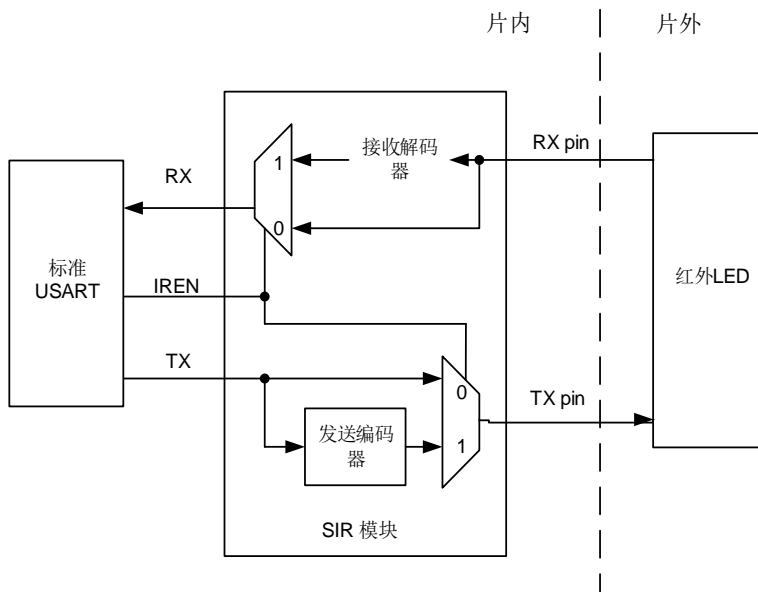 片内
片外
接收解码
器
RX pin
1
RX
0
标准
USART
IREN
红外LED
TX
0
TX pin
发送编码
器
1
SIR 模块